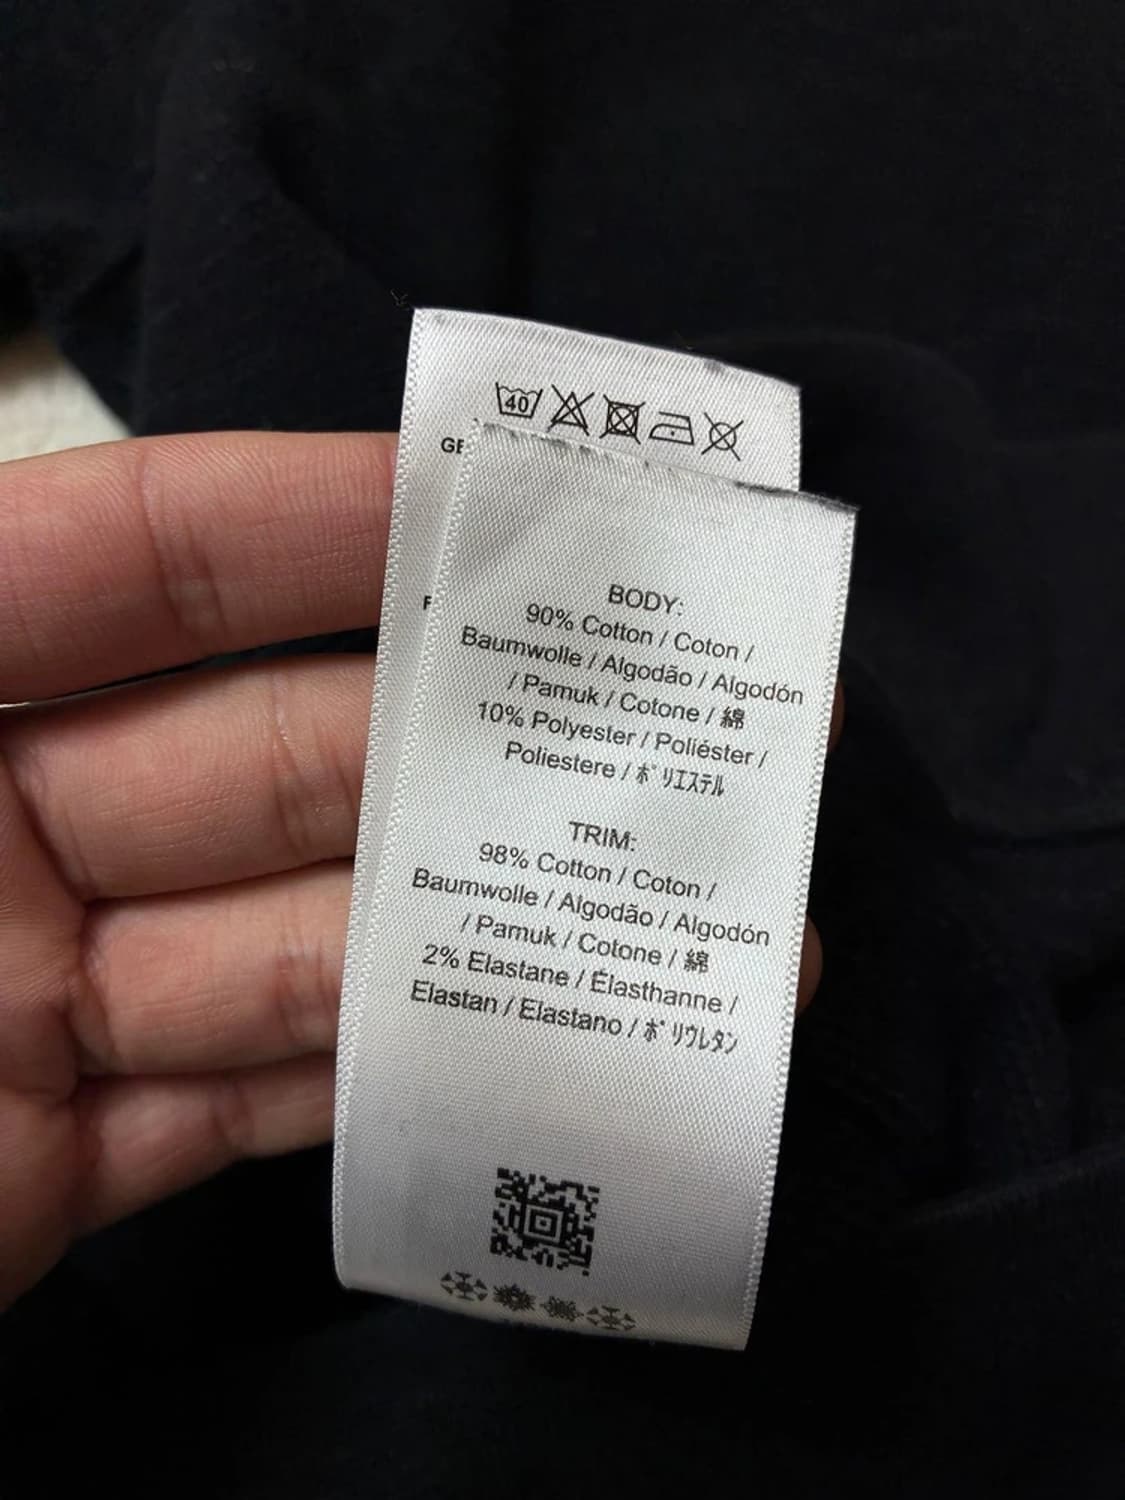 40
GE
F
BODY:
90% Cotton / Coton /
Baumwolle / Algodão / Algodón
/ Pamuk / Cotone / 綿
10% Polyester / Poliéster /
Poliestere / ポリエステル
TRIM:
98% Cotton / Coton /
Baumwolle / Algodão / Algodón
/ Pamuk / Cotone / 綿
2% Elastane / Élasthanne /
Elastan / Elastano / ポリウレタン